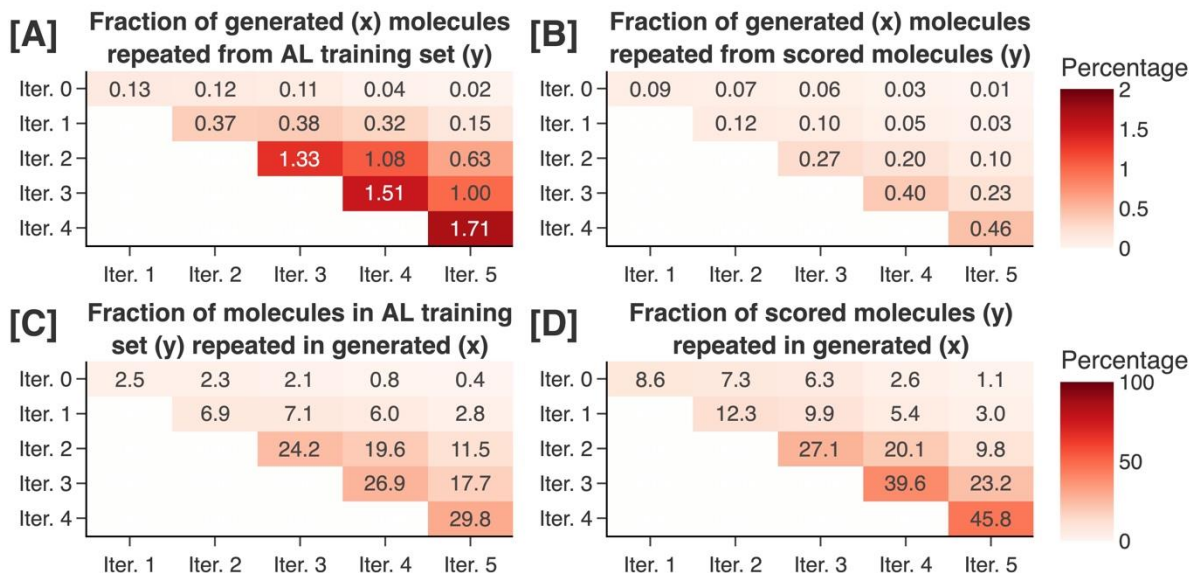 [A] Fraction of generated (x) molecules
repeated from AL training set (y)
Iter. 0 0.13 0.12 0.11 0.04 0.02
Iter. 1 0.37 0.38 0.32 0.15
Iter. 2 1.33 1.08 0.63
Iter. 3 1.51 1.00
Iter. 4 1.71
Iter. 1 Iter. 2 Iter. 3 Iter. 4 Iter. 5
[B] Fraction of generated (x) molecules
repeated from scored molecules (y)
Iter. 0 0.09 0.07 0.06 0.03 0.01
Iter. 1 0.12 0.10 0.05 0.03
Iter. 2 0.27 0.20 0.10
Iter. 3 0.40 0.23
Iter. 4 0.46
Iter. 1 Iter. 2 Iter. 3 Iter. 4 Iter. 5
Percentage
2
1.5
1
0.5
0
[C] Fraction of molecules in AL training
set (y) repeated in generated (x)
Iter. 0 2.5 2.3 2.1 0.8 0.4
Iter. 1 6.9 7.1 6.0 2.8
Iter. 2 24.2 19.6 11.5
Iter. 3 26.9 17.7
Iter. 4 29.8
Iter. 1 Iter. 2 Iter. 3 Iter. 4 Iter. 5
[D] Fraction of scored molecules (y)
repeated in generated (x)
Iter. 0 8.6 7.3 6.3 2.6 1.1
Iter. 1 12.3 9.9 5.4 3.0
Iter. 2 27.1 20.1 9.8
Iter. 3 39.6 23.2
Iter. 4 45.8
Iter. 1 Iter. 2 Iter. 3 Iter. 4 Iter. 5
Percentage
100
50
0